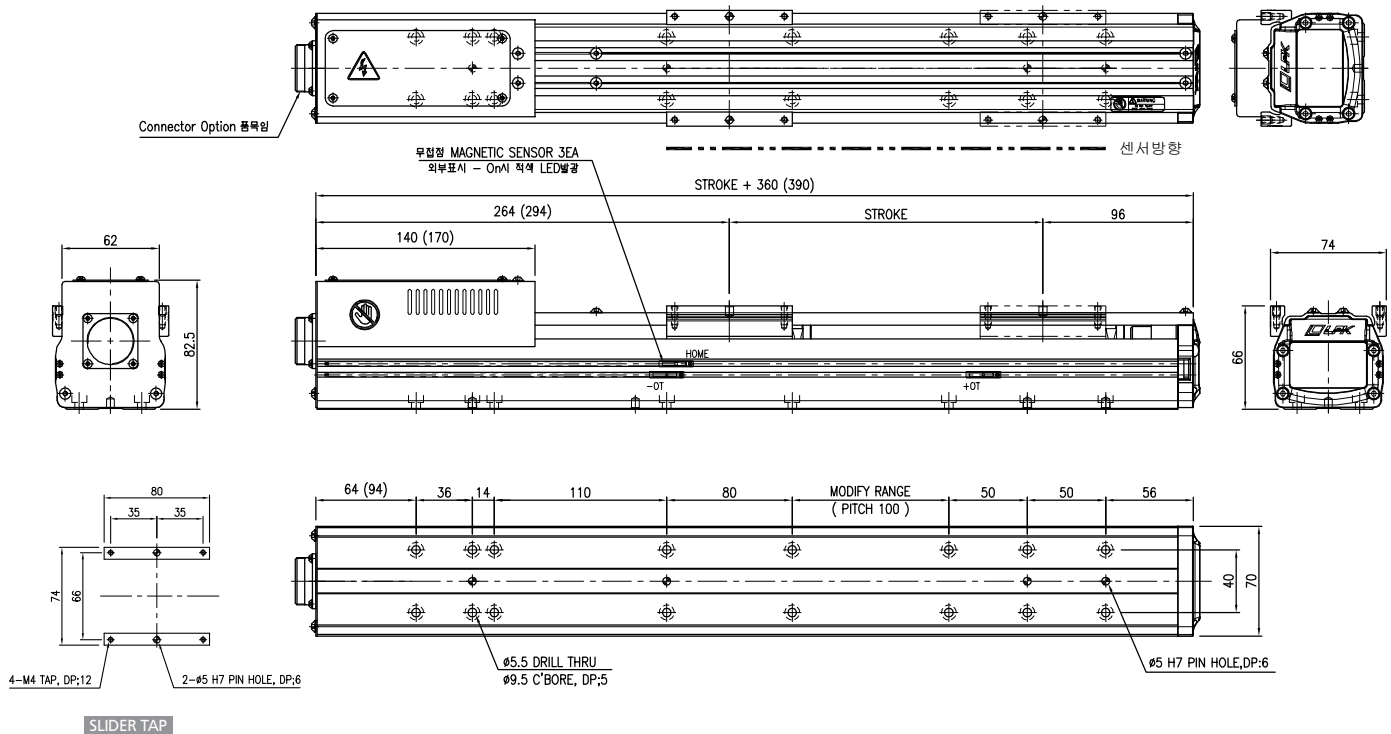 LPK
WARNING
Connector Option 품목임
센서방향
무접점 MAGNETIC SENSOR 3EA
외부표시 - On시 적색 LED발광
STROKE + 360 (390)
264 (294)
STROKE
96
140 (170)
62
82.5
HOME
-OT
+OT
66
74
LPK
80
35
35
74
66
4-M4 TAP, DP;12
2-ø5 H7 PIN HOLE, DP;6
SLIDER TAP
64 (94)
36
14
110
80
MODIFY RANGE
( PITCH 100 )
50
50
56
40
70
ø5.5 DRILL THRU
ø9.5 C'BORE, DP;5
ø5 H7 PIN HOLE,DP:6